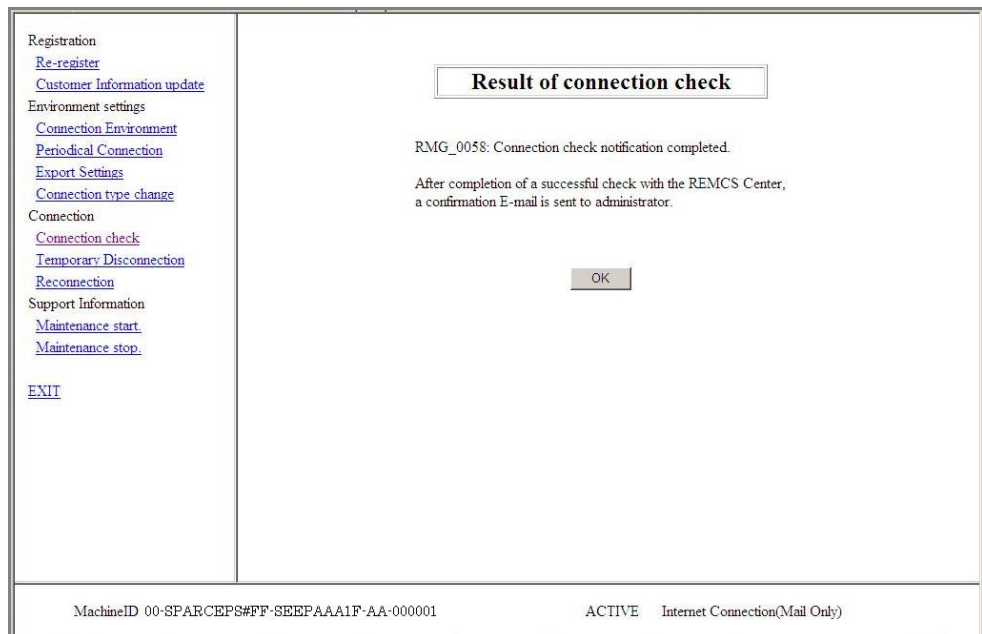 Registration
Re-register
Customer Information update
Environment settings
Connection Environment
Periodical Connection
Export Settings
Connection type change
Connection
Connection check
Temporary Disconnection
Reconnection
Support Information
Maintenance start.
Maintenance stop.
EXIT
Result of connection check
RMG_0058: Connection check notification completed.
After completion of a successful check with the REMCS Center,
a confirmation E-mail is sent to administrator.
OK
MachineID 00-SPARCEPS#FF-SEEPAAA1F-AA-000001 ACTIVE Internet Connection(Mail Only)